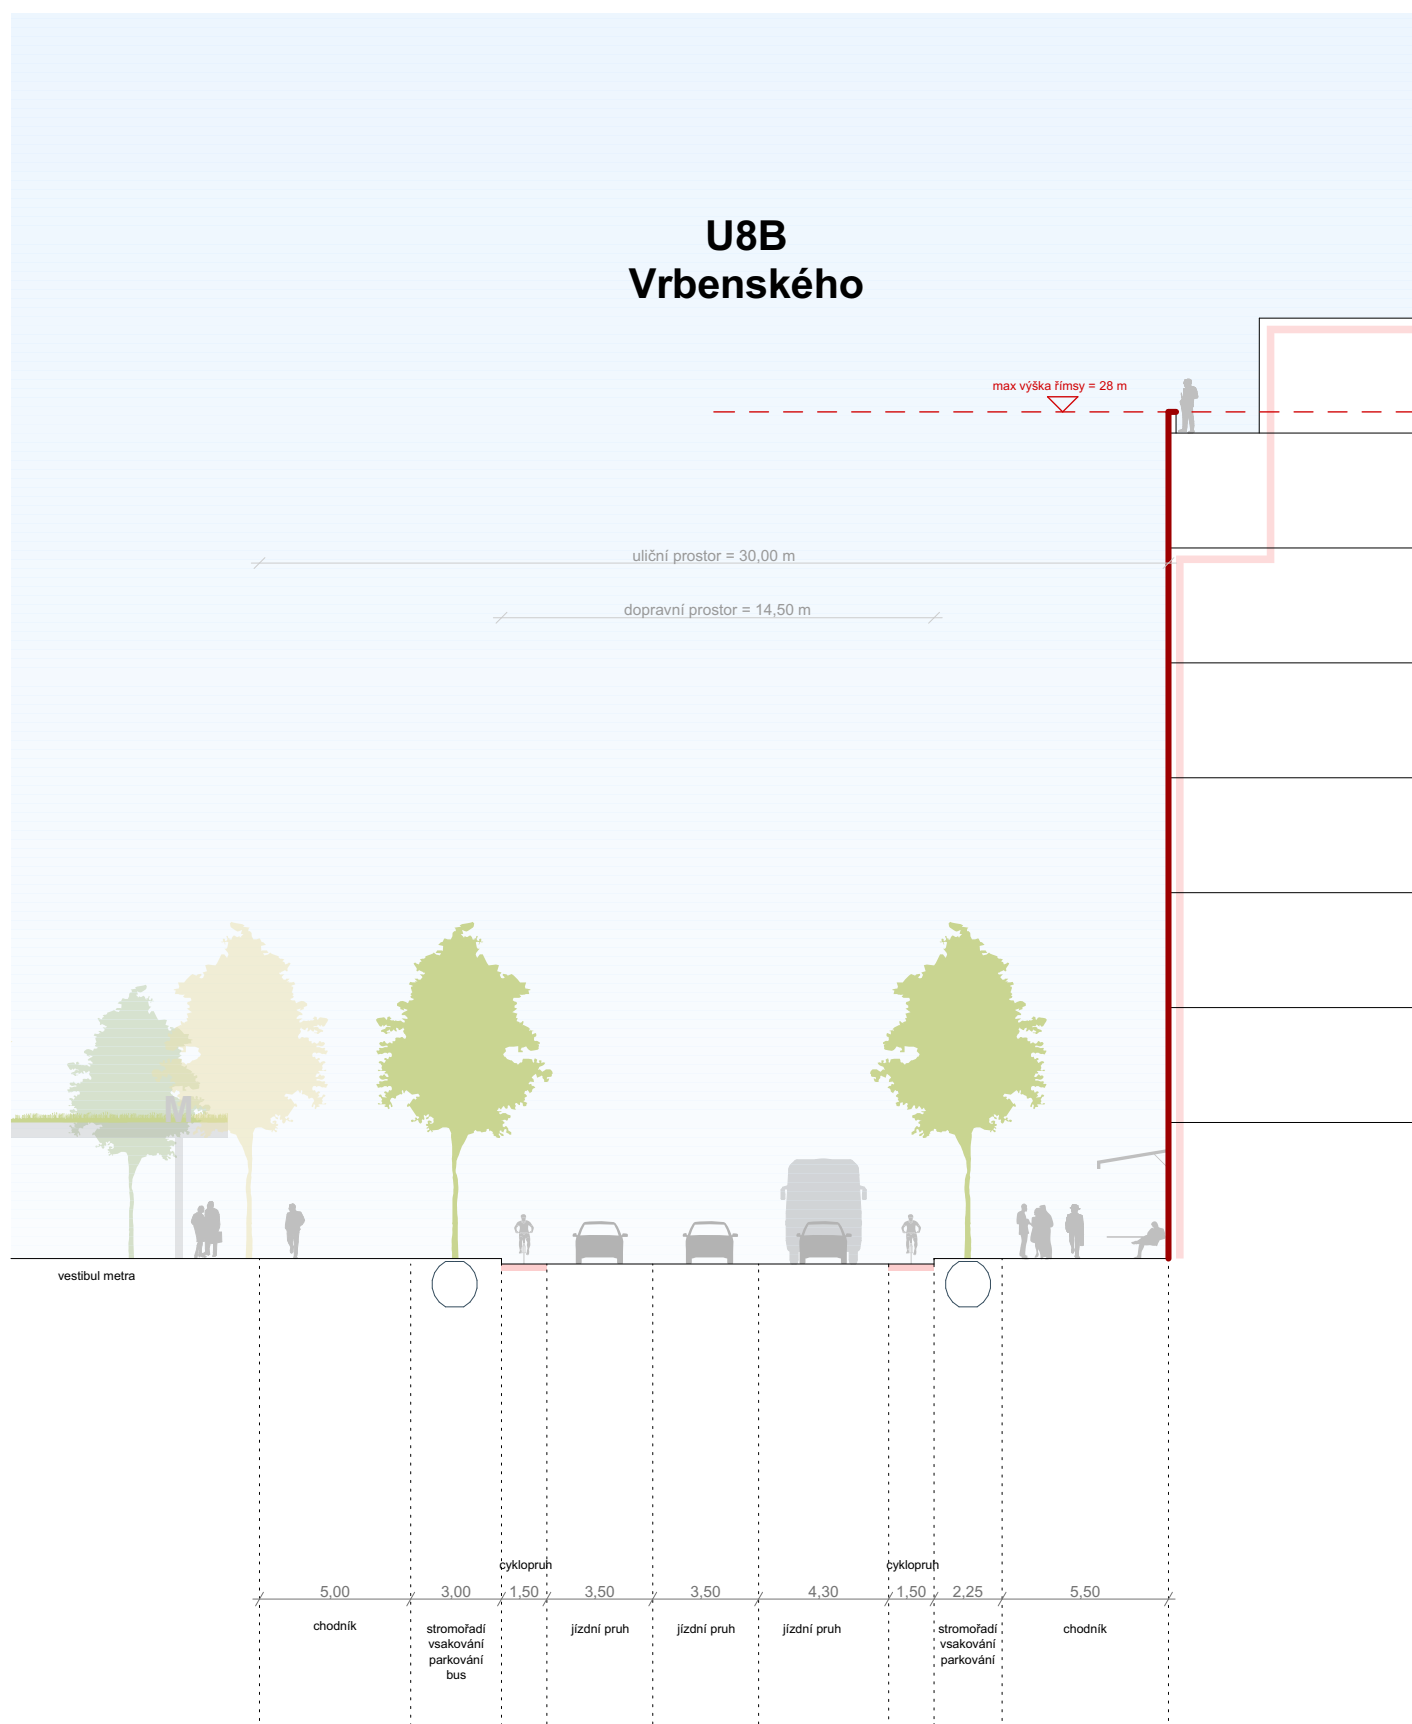 U8B
Vrbenského
max výška římsy = 28 m
uliční prostor = 30,00 m
dopravní prostor = 14,50 m
M
vestibul metra
cyklopruh cyklopruh
5,00 3,00 1,50 3,50 3,50 4,30 1,50 2,25 5,50
chodník stromořadí jízdní pruh jízdní pruh jízdní pruh stromořadí chodník
vsakování vsakování
parkování parkování
bus